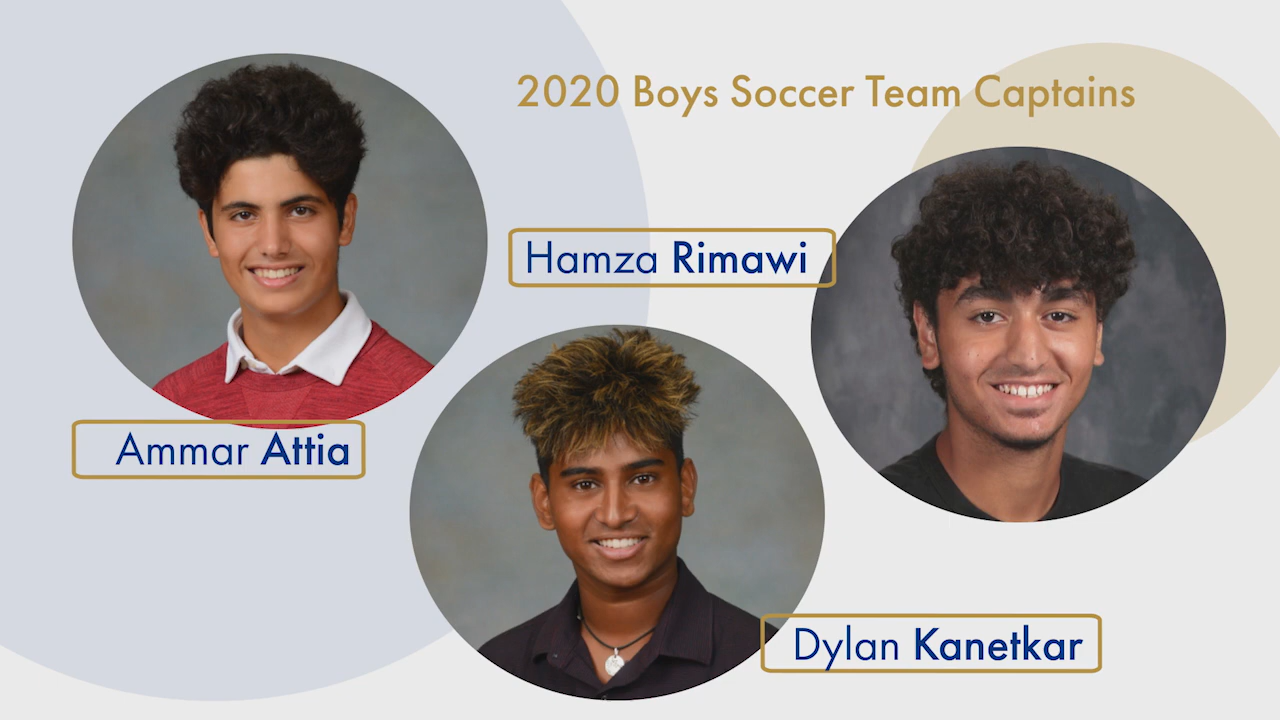 2020 Boys Soccer Team Captains
Hamza Rimawi
Ammar Attia
Dylan Kanetkar